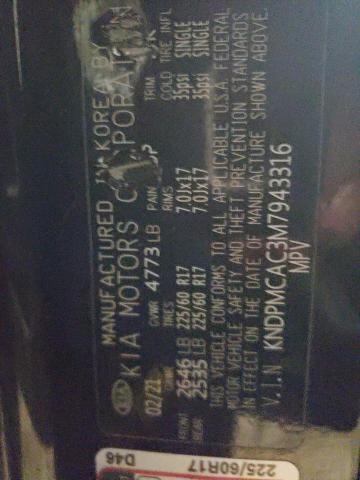 MANUFACTURED IN KOREA BY
KIA MOTORS CORPORATION
02/21 GVWR 4773 LB PAINT TRIM
GAWR TIRES RIMS COLD TIRE INFL
FRONT 2646 LB 225/60 R17 7.0Jx17 35psi SINGLE
REAR 2535 LB 225/60 R17 7.0Jx17 35psi SINGLE
THIS VEHICLE CONFORMS TO ALL APPLICABLE U.S.A. FEDERAL
MOTOR VEHICLE SAFETY AND THEFT PREVENTION STANDARDS
IN EFFECT ON THE DATE OF MANUFACTURE SHOWN ABOVE.
V.I.N KNDPMCAC3M7943316
MPV
D46
225/60R17